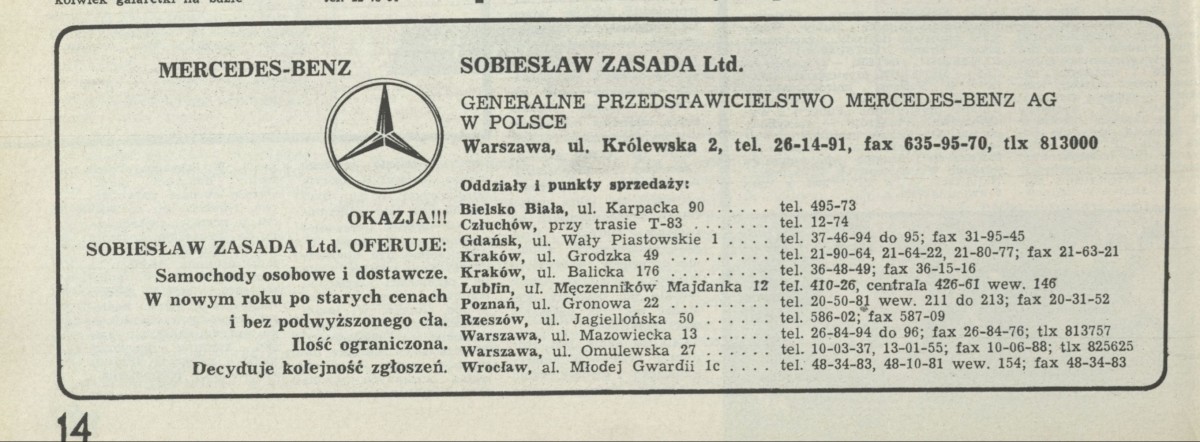 MERCEDES-BENZ
OKAZJA!!!
SOBIESŁAW ZASADA Ltd. OFERUJE:
Samochody osobowe i dostawcze.
W nowym roku po starych cenach
i bez podwyższonego cła.
Ilość ograniczona.
Decyduje kolejność zgłoszeń.
SOBIESŁAW ZASADA Ltd.
GENERALNE PRZEDSTAWICIELSTWO MERCEDES-BENZ AG
W POLSCE
Warszawa, ul. Królewska 2, tel. 26-14-91, fax 635-95-70, tlx 813000
Oddziały i punkty sprzedaży:
Bielsko Biała, ul. Karpacka 90 ..... tel. 495-73
Człuchów, przy trasie T-83 ....... tel. 12-74
Gdańsk, ul. Wały Piastowskie 1 .... tel. 37-46-94 do 95; fax 31-95-45
Kraków, ul. Grodzka 49 ......... tel. 21-90-64, 21-64-22, 21-80-77; fax 21-63-21
Kraków, ul. Balicka 176 ......... tel. 36-48-49; fax 36-15-16
Lublin, ul. Męczenników Majdanka 12 tel. 410-26, centrala 426-61 wew. 146
Poznań, ul. Gronowa 22 ......... tel. 20-50-81 wew. 211 do 213; fax 20-31-52
Rzeszów, ul. Jagiellońska 50 ...... tel. 586-02; fax 587-09
Warszawa, ul. Mazowiecka 13 ...... tel. 26-84-94 do 96; fax 26-84-76; tlx 813757
Warszawa, ul. Omulewska 27 ...... tel. 10-03-37, 13-01-55; fax 10-06-88; tlx 825625
Wrocław, al. Młodej Gwardii 1c .... tel. 48-34-83, 48-10-81 wew. 154; fax 48-34-83
14